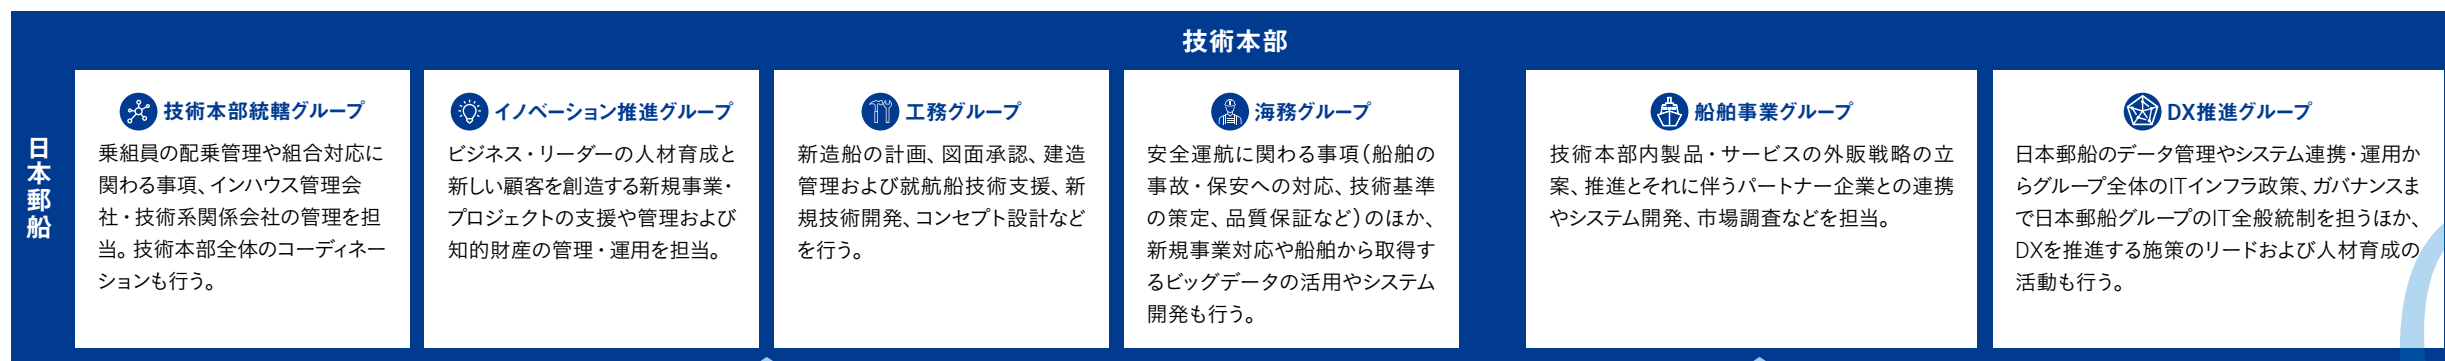 技術本部
日本郵船
技術本部統轄グループ
乗組員の配乗管理や組合対応に
関わる事項、インハウス管理会
社・技術系関係会社の管理を担
当。技術本部全体のコーディネー
ションも行う。
イノベーション推進グループ
ビジネス・リーダーの人材育成と
新しい顧客を創造する新規事業・
プロジェクトの支援や管理および
知的財産の管理・運用を担当。
工務グループ
新造船の計画、図面承認、建造
管理および就航船技術支援、新
規技術開発、コンセプト設計など
を行う。
海務グループ
安全運航に関わる事項（船舶の
事故・保安への対応、技術基準
の策定、品質保証など）のほか、
新規事業対応や船舶から取得す
るビッグデータの活用やシステム
開発も行う。
船舶事業グループ
技術本部内製品・サービスの外販戦略の立
案、推進とそれに伴うパートナー企業との連携
やシステム開発、市場調査などを担当。
DX推進グループ
日本郵船のデータ管理やシステム連携・運用か
らグループ全体のITインフラ政策、ガバナンスま
で日本郵船グループのIT全般統制を担うほか、
DXを推進する施策のリードおよび人材育成の
活動も行う。